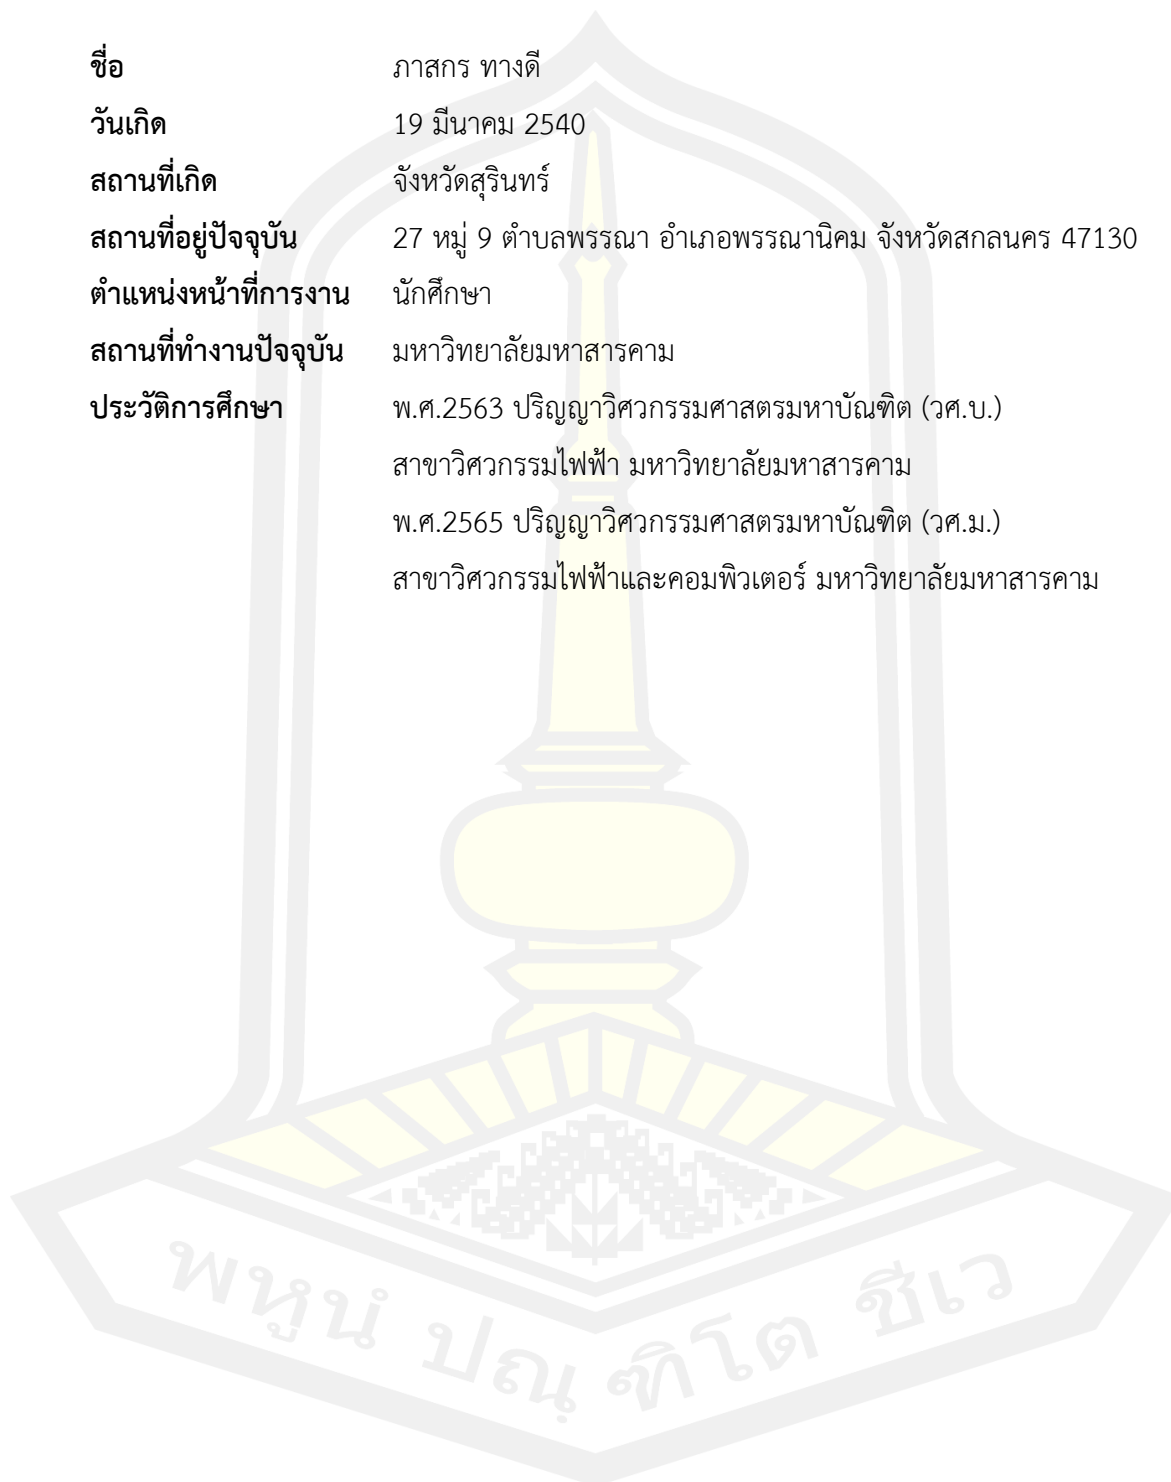 ชื่อ ภาสกร ทางดี
วันเกิด 19 มีนาคม 2540
สถานที่เกิด จังหวัดสุรินทร์
สถานที่อยู่ปัจจุบัน 27 หมู่ 9 ตำบลพรรณา อำเภอพรรณานิคม จังหวัดสกลนคร 47130
ตำแหน่งหน้าที่การงาน นักศึกษา
สถานที่ทำงานปัจจุบัน มหาวิทยาลัยมหาสารคาม
ประวัติการศึกษา พ.ศ.2563 ปริญญาวิศวกรรมศาสตรมหาบัณฑิต (วศ.บ.)
สาขาวิศวกรรมไฟฟ้า มหาวิทยาลัยมหาสารคาม
พ.ศ.2565 ปริญญาวิศวกรรมศาสตรมหาบัณฑิต (วศ.ม.)
สาขาวิศวกรรมไฟฟ้าและคอมพิวเตอร์ มหาวิทยาลัยมหาสารคาม
พหูนํ ปณฺฑิโต ชีเว